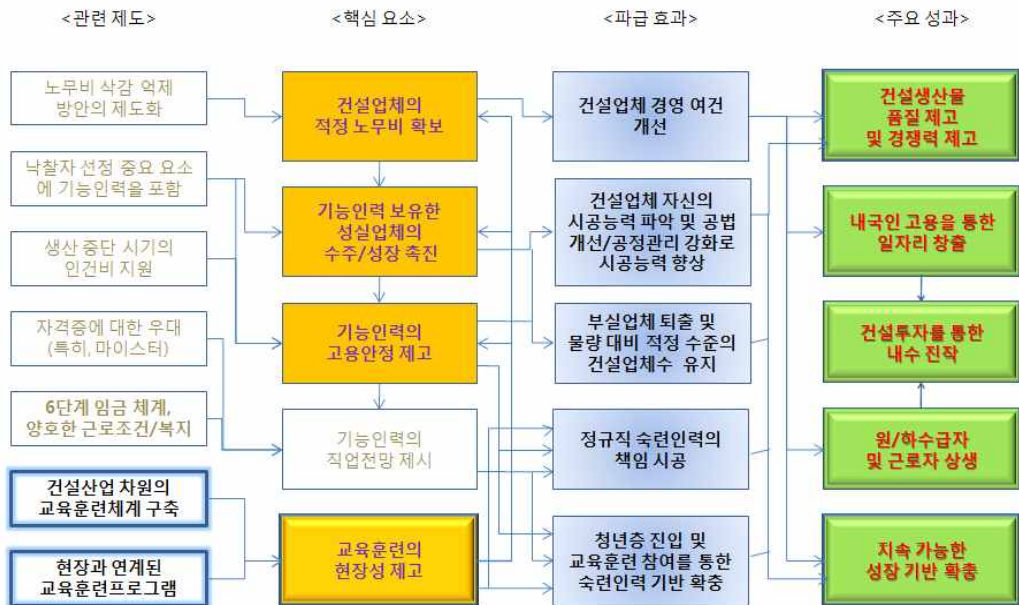 <관련 제도>
<핵심 요소>
<파급 효과>
<주요 성과>
노무비 삭감 억제
방안의 제도화
낙찰자 선정 중요 요소
에 기능인력을 포함
생산 중단 시기의
인건비 지원
자격증에 대한 우대
(특히, 마이스터)
6단계 임금 체계,
양호한 근로조건/복지
건설산업 차원의
교육훈련체계 구축
현장과 연계된
교육훈련프로그램
건설업체의
적정 노무비 확보
기능인력 보유한
성실업체의
수주/성장 촉진
기능인력의
고용안정 제고
기능인력의
직업전망 제시
교육훈련의
현장성 제고
건설업체 경영 여건
개선
건설업체 자신의
시공능력 파악 및 공법
개선/공정관리 강화로
시공능력 향상
부실업체 퇴출 및
물량 대비 적정 수준의
건설업체수 유지
정규직 숙련인력의
책임 시공
청년층 진입 및
교육훈련 참여를 통한
숙련인력 기반 확충
건설생산물
품질 제고
및 경쟁력 제고
내국인 고용을 통한
일자리 창출
건설투자를 통한
내수 진작
원/하수급자
및 근로자 상생
지속 가능한
성장 기반 확충